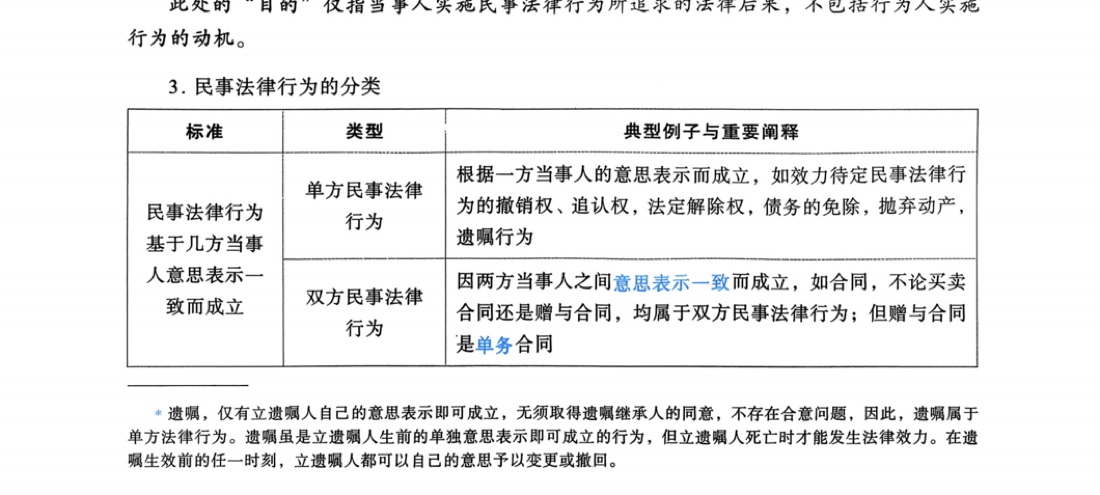 此处的“目的”仅指当事人实施民事法律行为所追求的法律后果，不包括行为人实施
行为的动机。
3. 民事法律行为的分类
标准
类型
典型例子与重要阐释
民事法律行为
基于几方当事
人意思表示一
致而成立
单方民事法律
行为
根据一方当事人的意思表示而成立，如效力待定民事法律行
为的撤销权、追认权，法定解除权，债务的免除，抛弃动产，
遗嘱行为
双方民事法律
行为
因两方当事人之间意思表示一致而成立，如合同，不论买卖
合同还是赠与合同，均属于双方民事法律行为；但赠与合同
是单务合同
* 遗嘱，仅有立遗嘱人自己的意思表示即可成立，无须取得遗嘱继承人的同意，不存在合意问题，因此，遗嘱属于
单方法律行为。遗嘱虽是立遗嘱人生前的单独意思表示即可成立的行为，但立遗嘱人死亡时才能发生法律效力。在遗
嘱生效前的任一时刻，立遗嘱人都可以自己的意思予以变更或撤回。